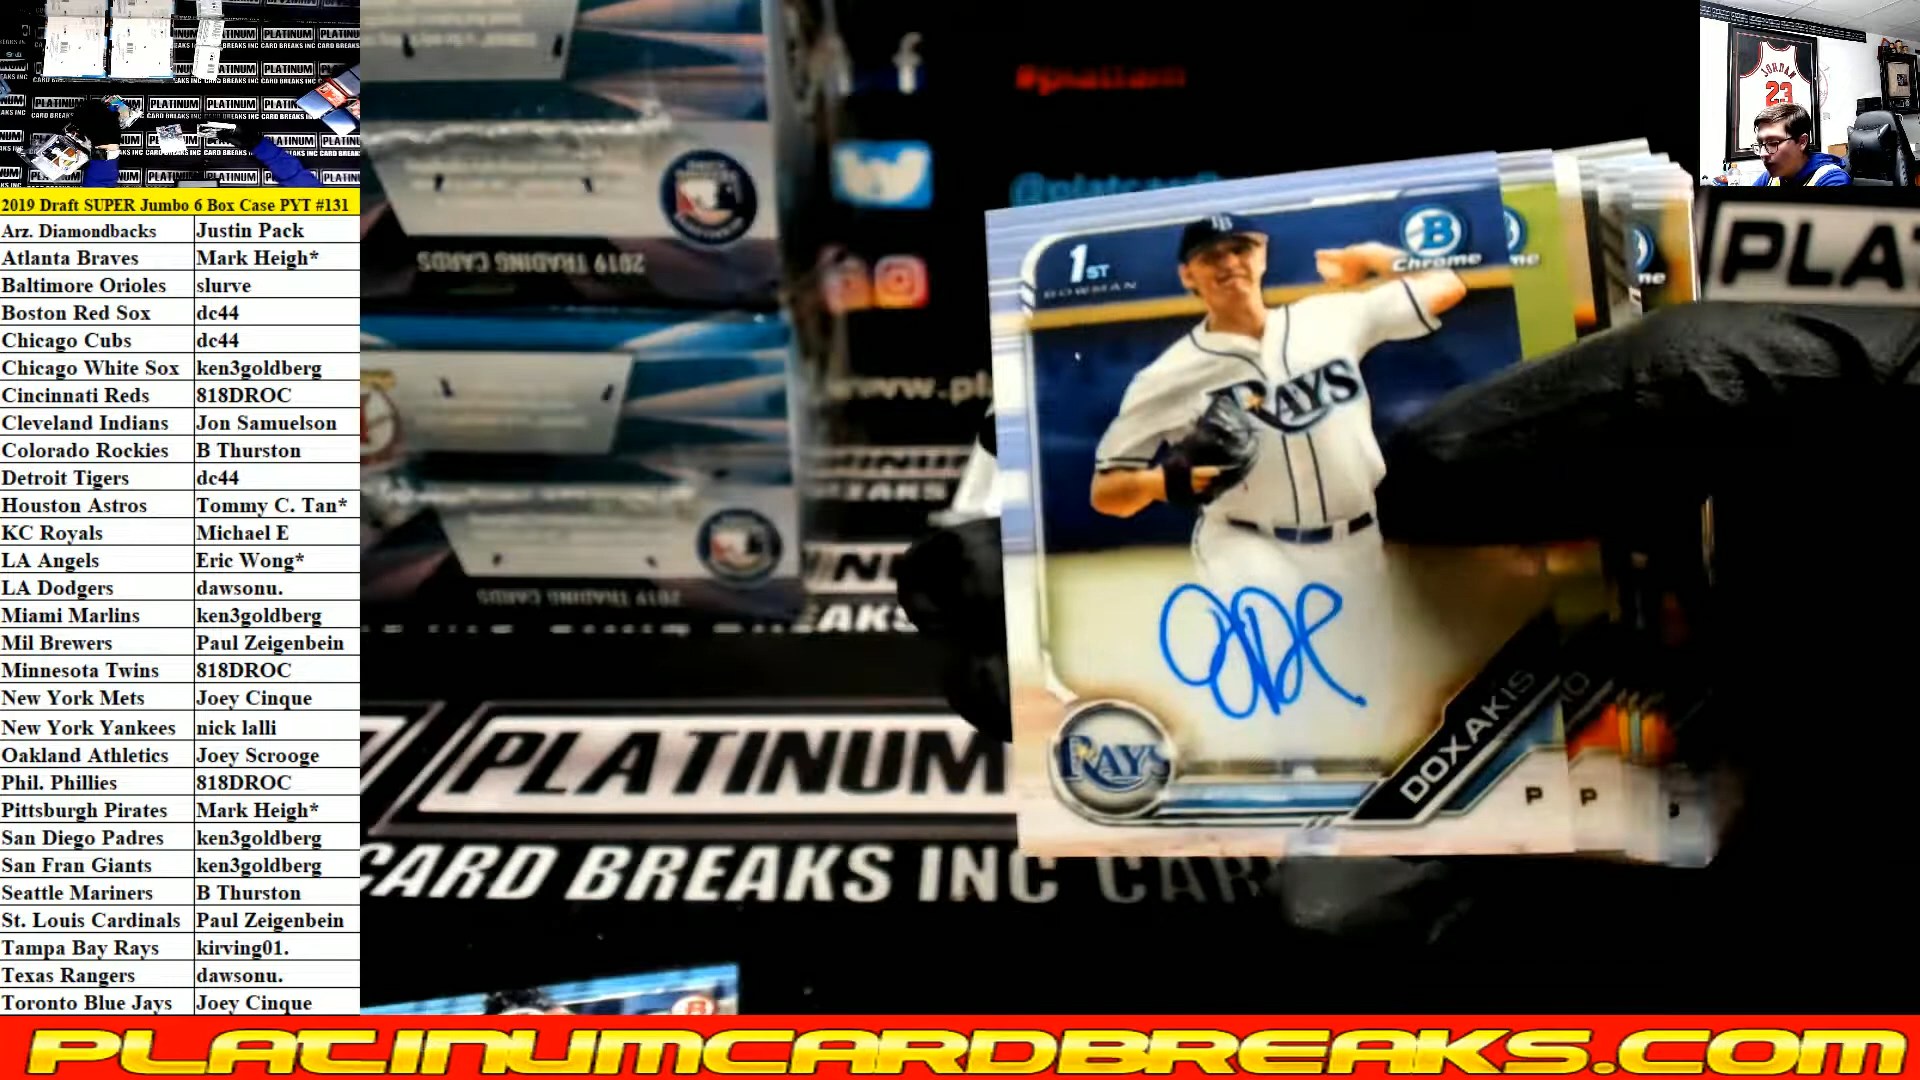 2019 Draft SUPER Jumbo 6 Box Case PYT #131
Arz. Diamondbacks Justin Pack
Atlanta Braves Mark Heigh*
Baltimore Orioles slurve
Boston Red Sox dc44
Chicago Cubs dc44
Chicago White Sox ken3goldberg
Cincinnati Reds 818DROC
Cleveland Indians Jon Samuelson
Colorado Rockies B Thurston
Detroit Tigers dc44
Houston Astros Tommy C. Tan*
KC Royals Michael E
LA Angels Eric Wong*
LA Dodgers dawsonu.
Miami Marlins ken3goldberg
Mil Brewers Paul Zeigenbein
Minnesota Twins 818DROC
New York Mets Joey Cinque
New York Yankees nick lalli
Oakland Athletics Joey Scrooge
Phil. Phillies 818DROC
Pittsburgh Pirates Mark Heigh*
San Diego Padres ken3goldberg
San Fran Giants ken3goldberg
Seattle Mariners B Thurston
St. Louis Cardinals Paul Zeigenbein
Tampa Bay Rays kirving01.
Texas Rangers dawsonu.
Toronto Blue Jays Joey Cinque
2019 TRADING CARDS
2019 TRADING CARDS
1ST
BOWMAN
B
Chrome
RAYS
RAYS
DOXAKIS
P
P
PLA
JORDAN
23
PLATINUM
CARD BREAKS INC CAR
PLATINUMCARDBREAKS.COM